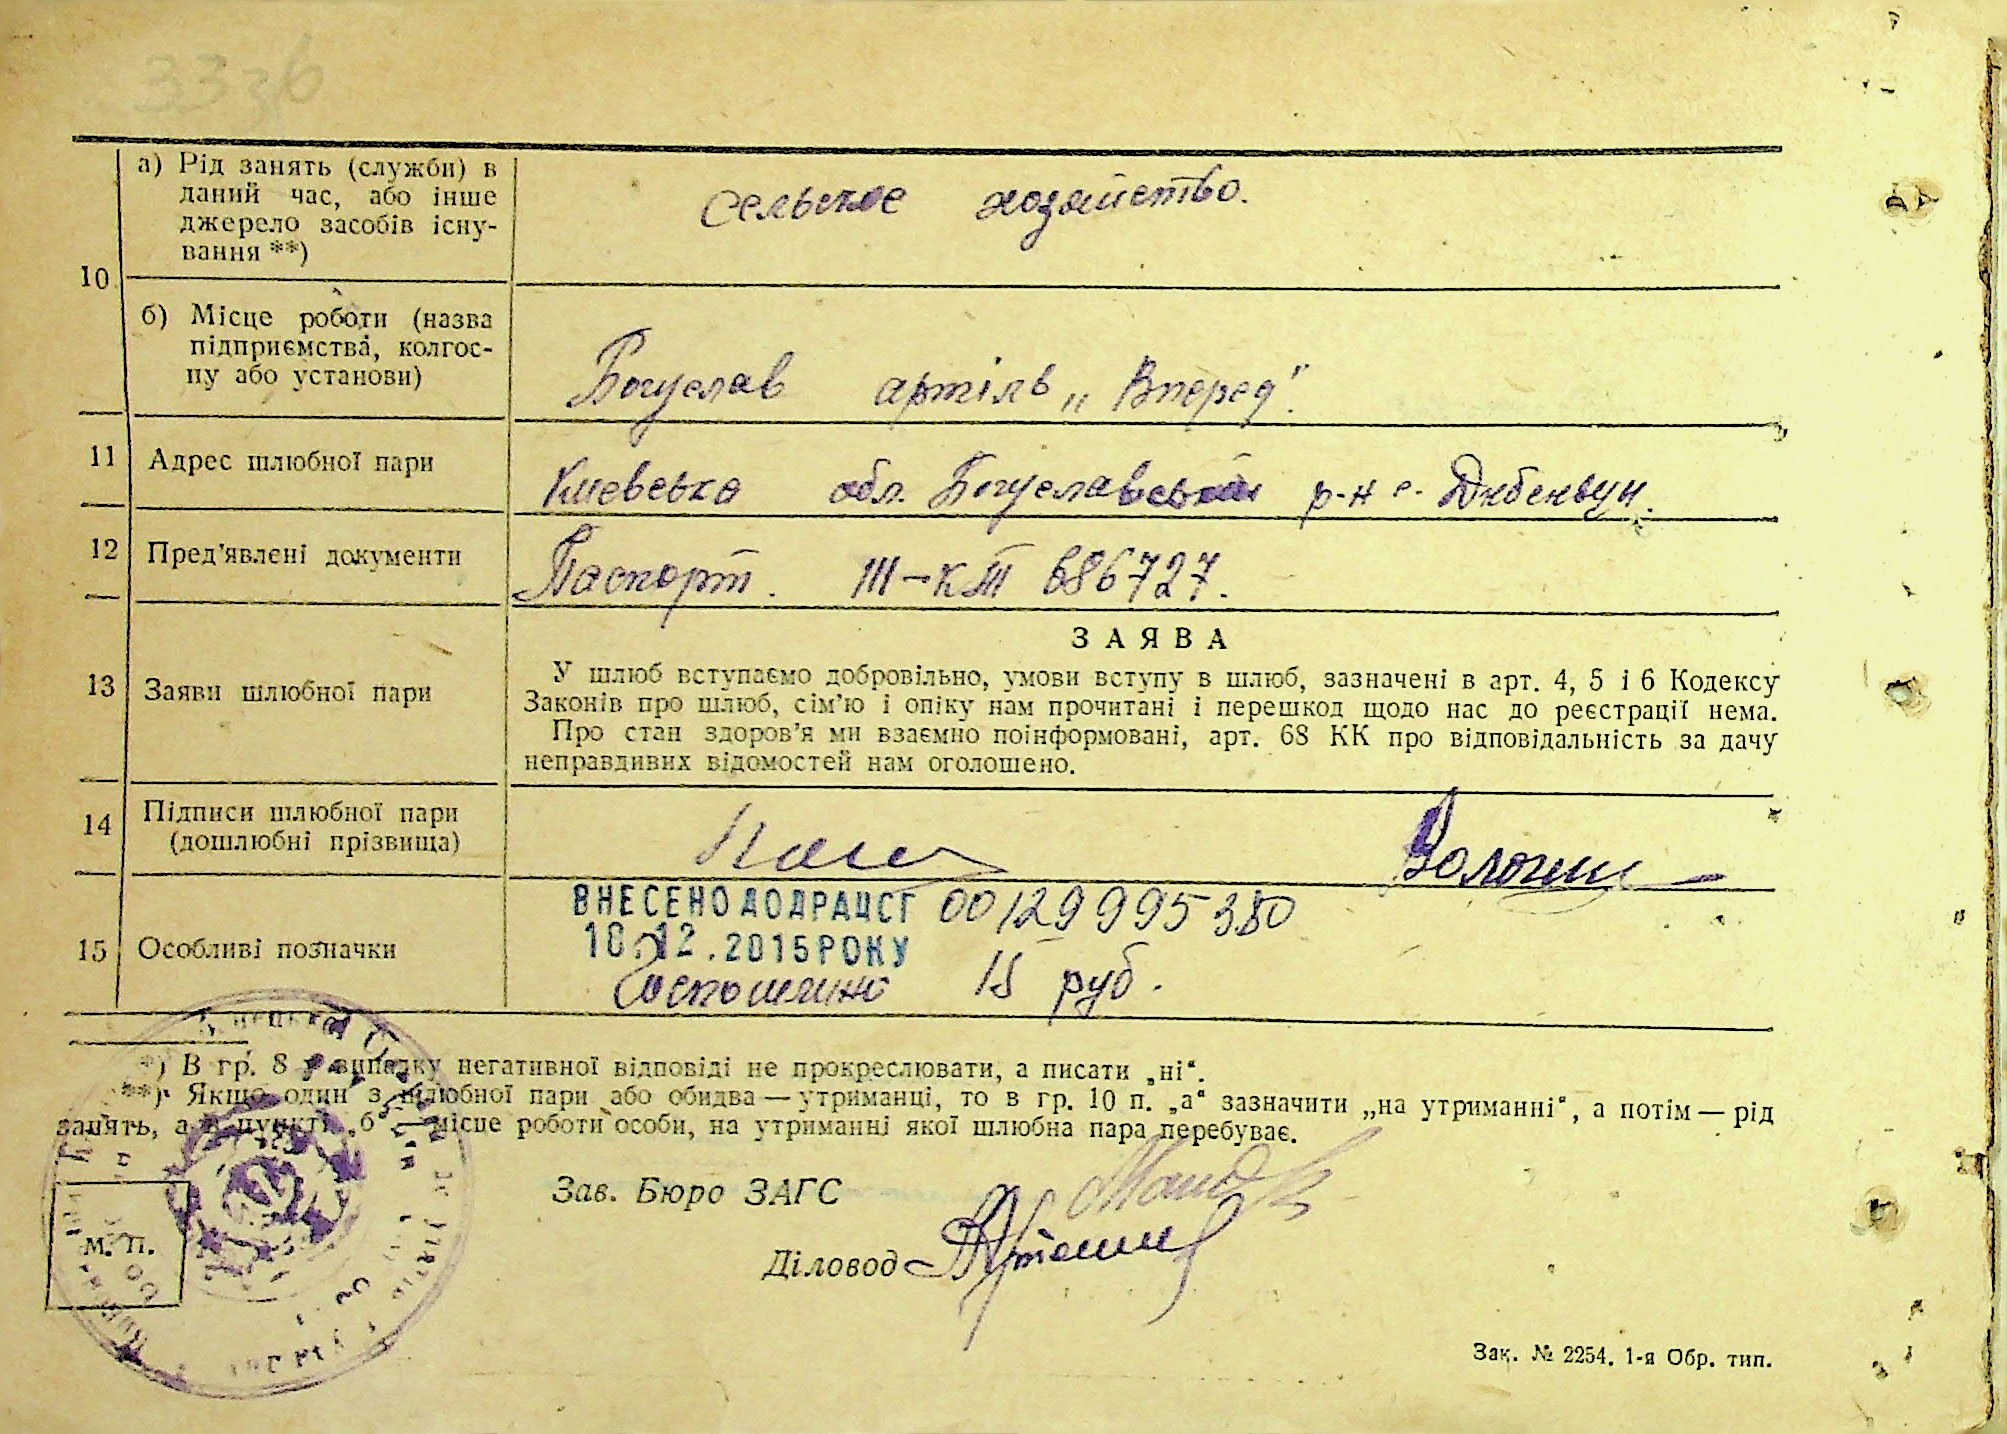 а) Рід занять (служби) в
даний час, або інше
джерело засобів існу-
вання **)
Сельское хозяйство.
10
б) Місце роботи (назва
підприємства, колгос-
пу або установи)
Богуслав артіль „Вперед".
11 Адрес шлюбної пари
Киевська обл. Богуславський р-н с. Дибенцы.
12 Пред'явлені документи
Паспорт. III-КТ 686727.
13 Заяви шлюбної пари
ЗАЯВА
У шлюб вступаємо добровільно, умови вступу в шлюб, зазначені в арт. 4, 5 і 6 Кодексу
Законів про шлюб, сім'ю і опіку нам прочитані і перешкод щодо нас до реєстрації нема.
Про стан здоров'я ми взаємно поінформовані, арт. 68 КК про відповідальність за дачу
неправдивих відомостей нам оголошено.
14 Підписи шлюбної пари
(дошлюбні прізвища)
15 Особливі позначки
ВНЕСЕНО ДО ДРАЦСГ 00129995380
10.12.2015 РОКУ
15 руб.
*) В гр. 8 у випадку негативної відповіді не прокреслювати, а писати „ні“.
**) Якщо один з шлюбної пари або обидва — утриманці, то в гр. 10 п. „а“ зазначити „на утриманні“, а потім — рід
занять, а в пункті „б“ місце роботи особи, на утриманні якої шлюбна пара перебуває.
Зав. Бюро ЗАГС
Діловод
М. П.
Зак. № 2254. 1-я Обр. тип.